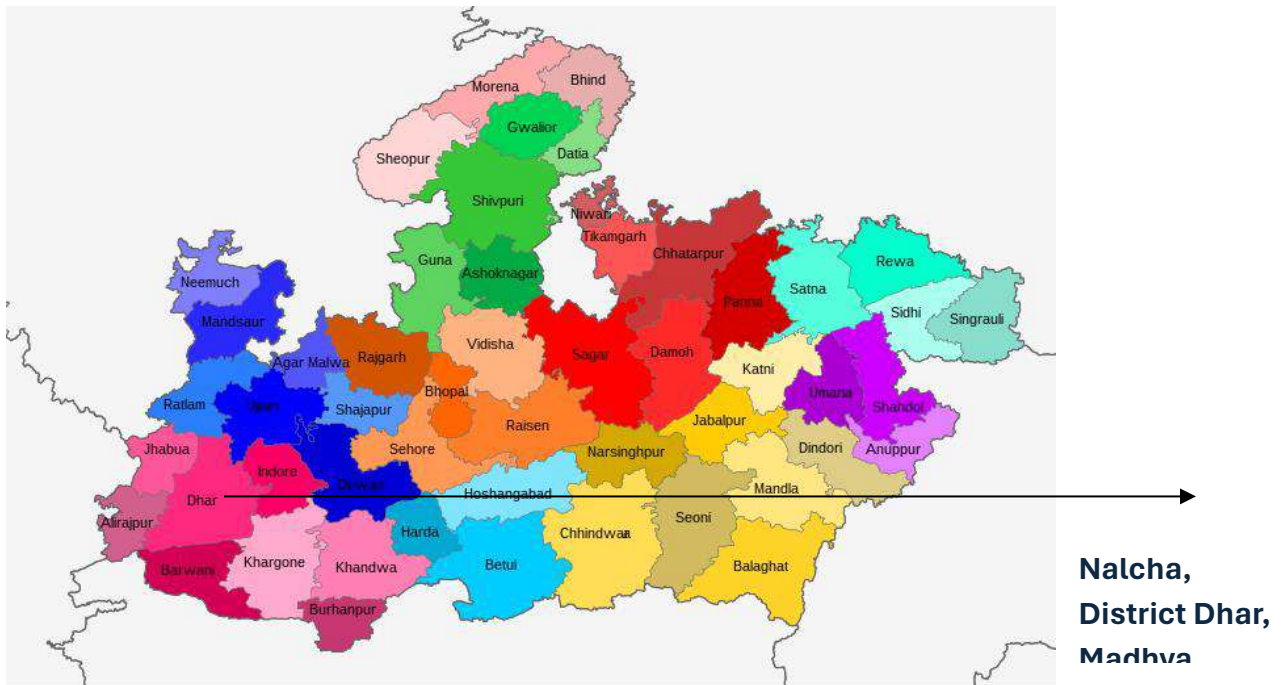 Morena
Bhind
Gwalior
Sheopur
Datia
Shivpuri
Niwari
Tikamgarh
Chhatarpur
Guna
Ashoknagar
Rewa
Neemuch
Panna
Satna
Sidhi
Singrauli
Mandsaur
Vidisha
Sagar
Damoh
Agar Malwa
Rajgarh
Katni
Bhopal
Umaria
Ratlam
Ujjain
Shajapur
Shahdol
Raisen
Jabalpur
Jhabua
Sehore
Narsinghpur
Dindori
Anuppur
Indore
Dewas
Mandla
Dhar
Hoshangabad
Alirajpur
Seoni
Harda
Chhindwara
Khargone
Khandwa
Betul
Balaghat
Barwani
Burhanpur
Nalcha,
District Dhar,
Madhya